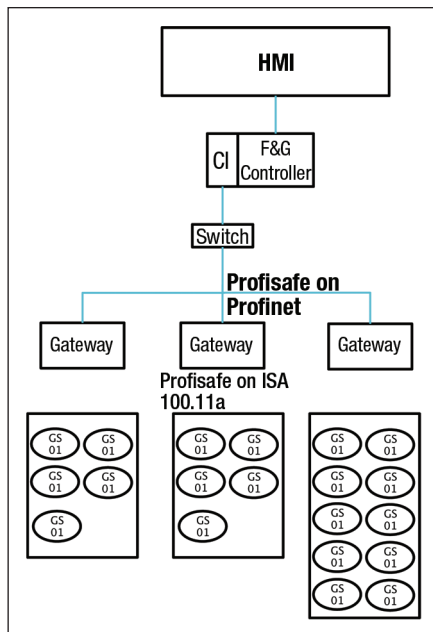 HMI
CI
F&G
Controller
Switch
Profisafe on
Profinet
Gateway
Gateway
Gateway
Profisafe on ISA
100.11a
GS
01
GS
01
GS
01
GS
01
GS
01
GS
01
GS
01
GS
01
GS
01
GS
01
GS
01
GS
01
GS
01
GS
01
GS
01
GS
01
GS
01
GS
01
GS
01
GS
01